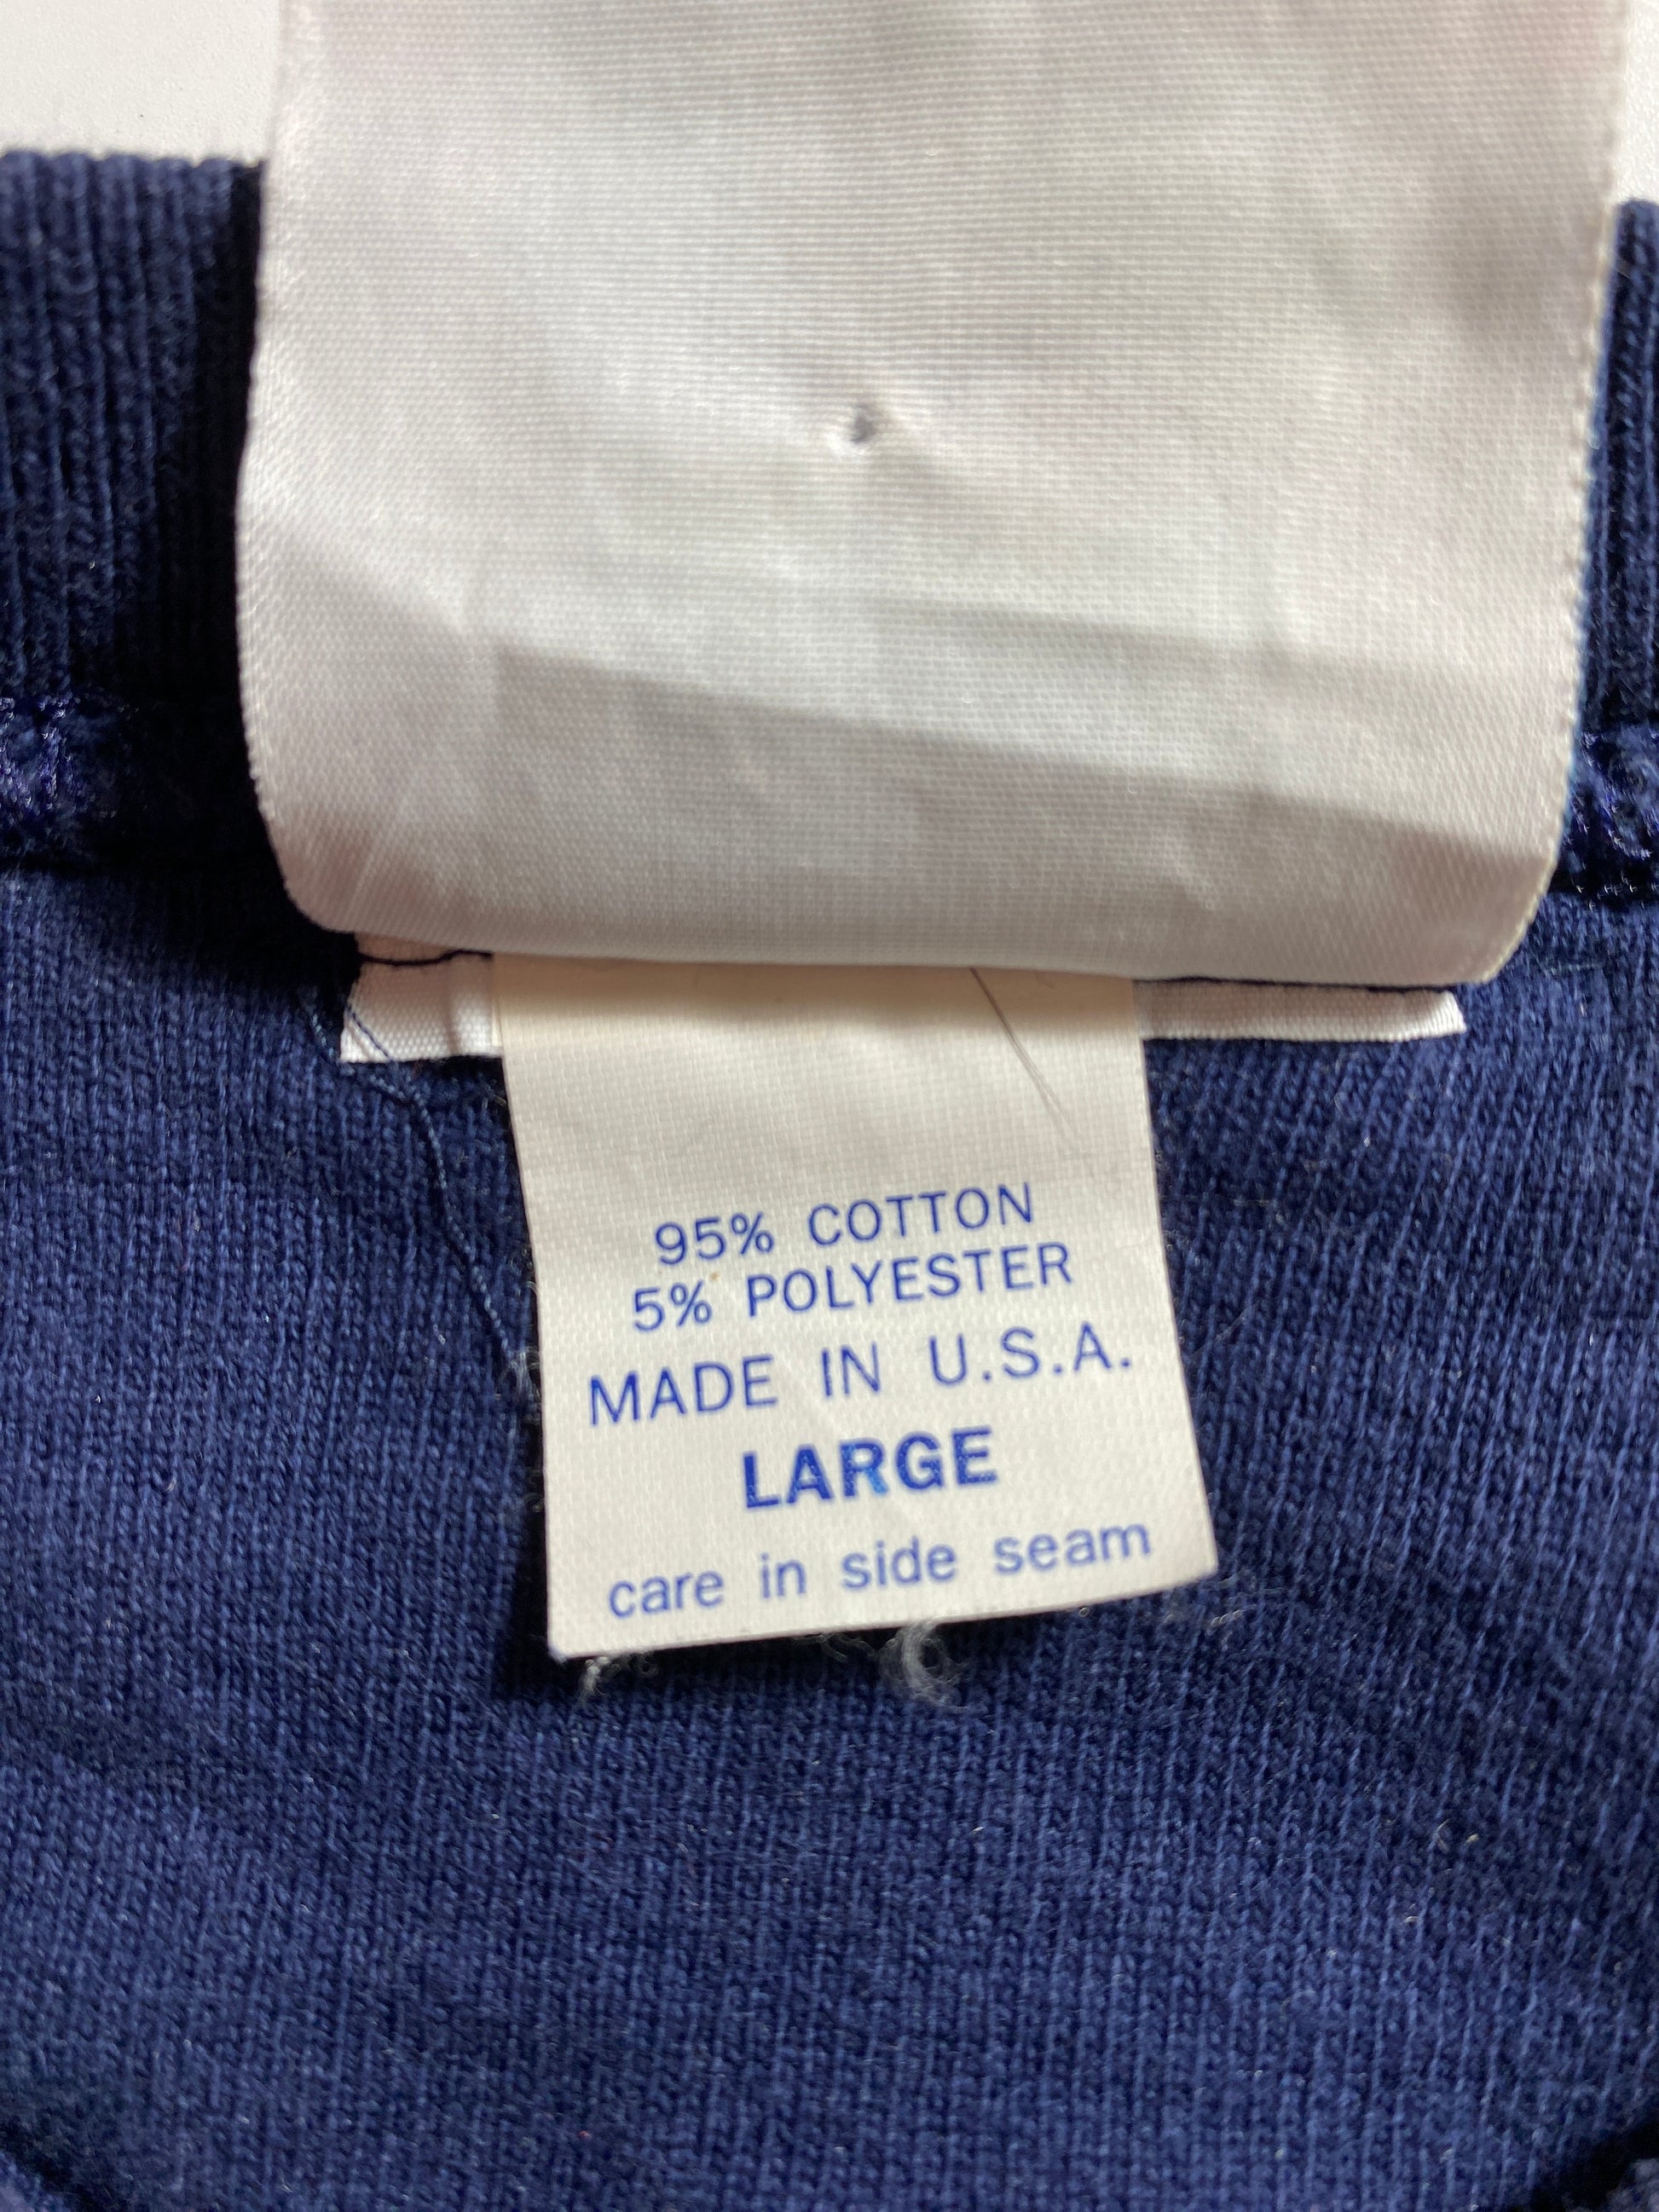 95% COTTON
5% POLYESTER
MADE IN U.S.A.
LARGE
care in side seam